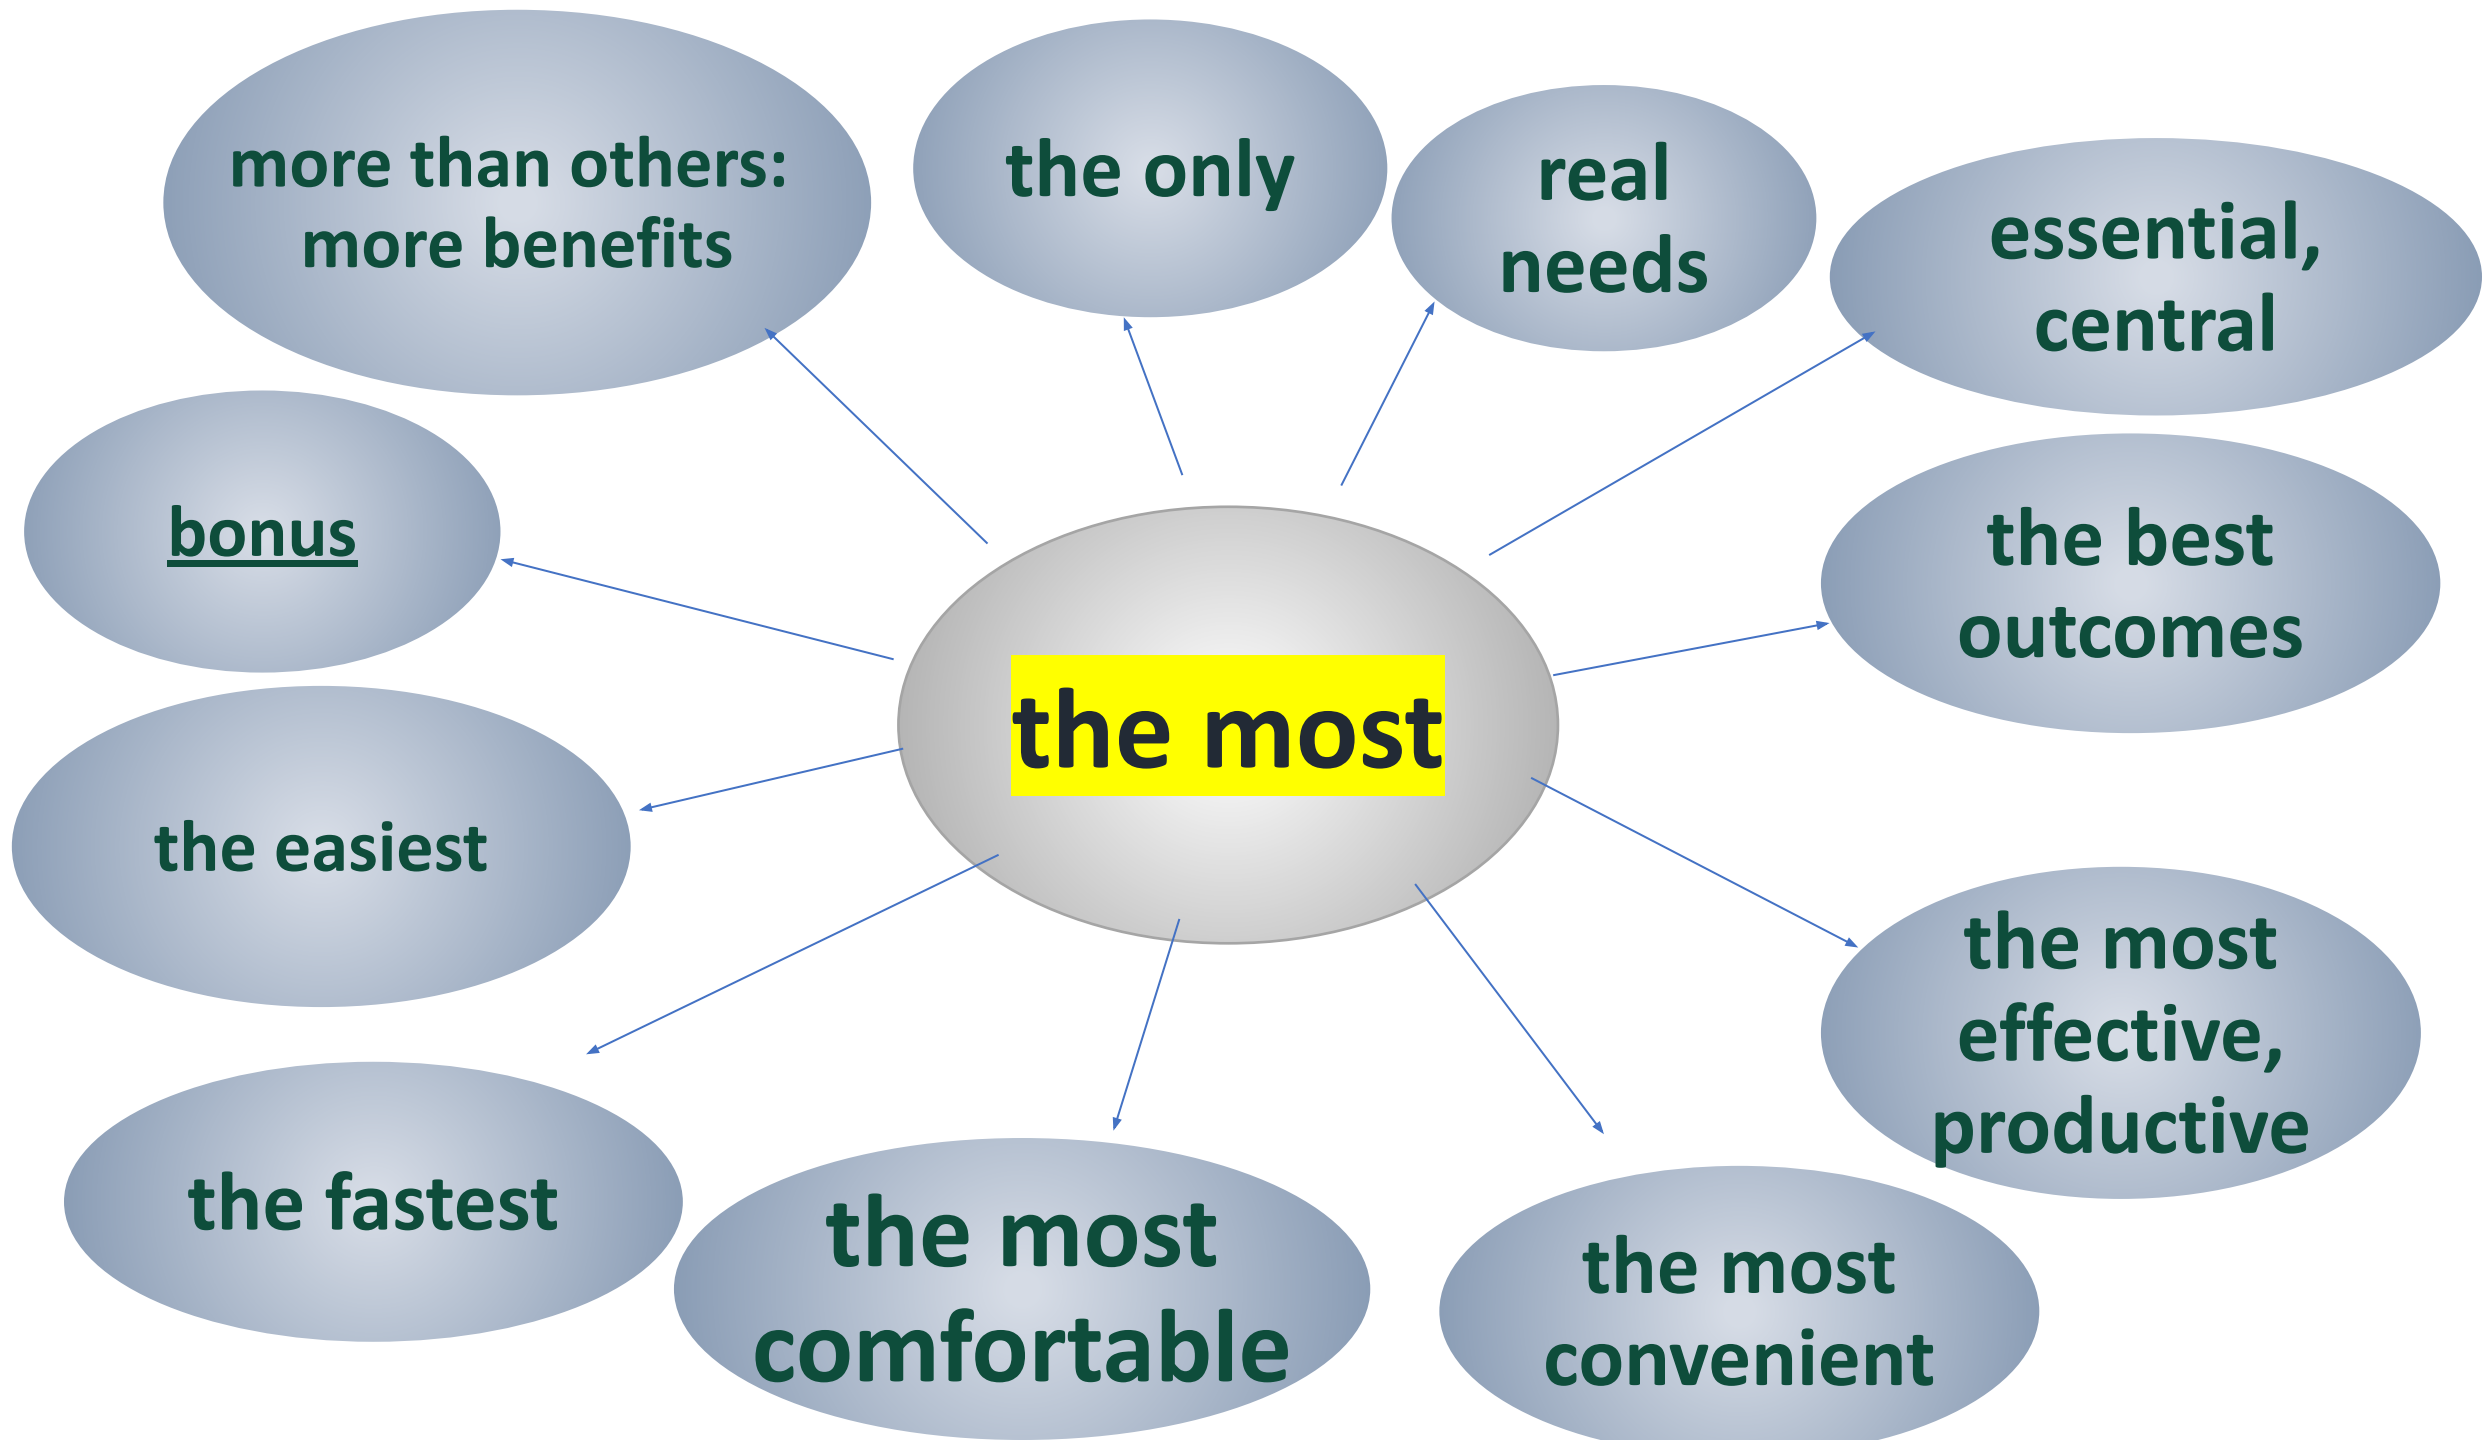 more than others:
more benefits
the only
real
needs
essential,
central
bonus
the best
outcomes
the most
the easiest
the most
effective,
productive
the fastest
the most
comfortable
the most
convenient